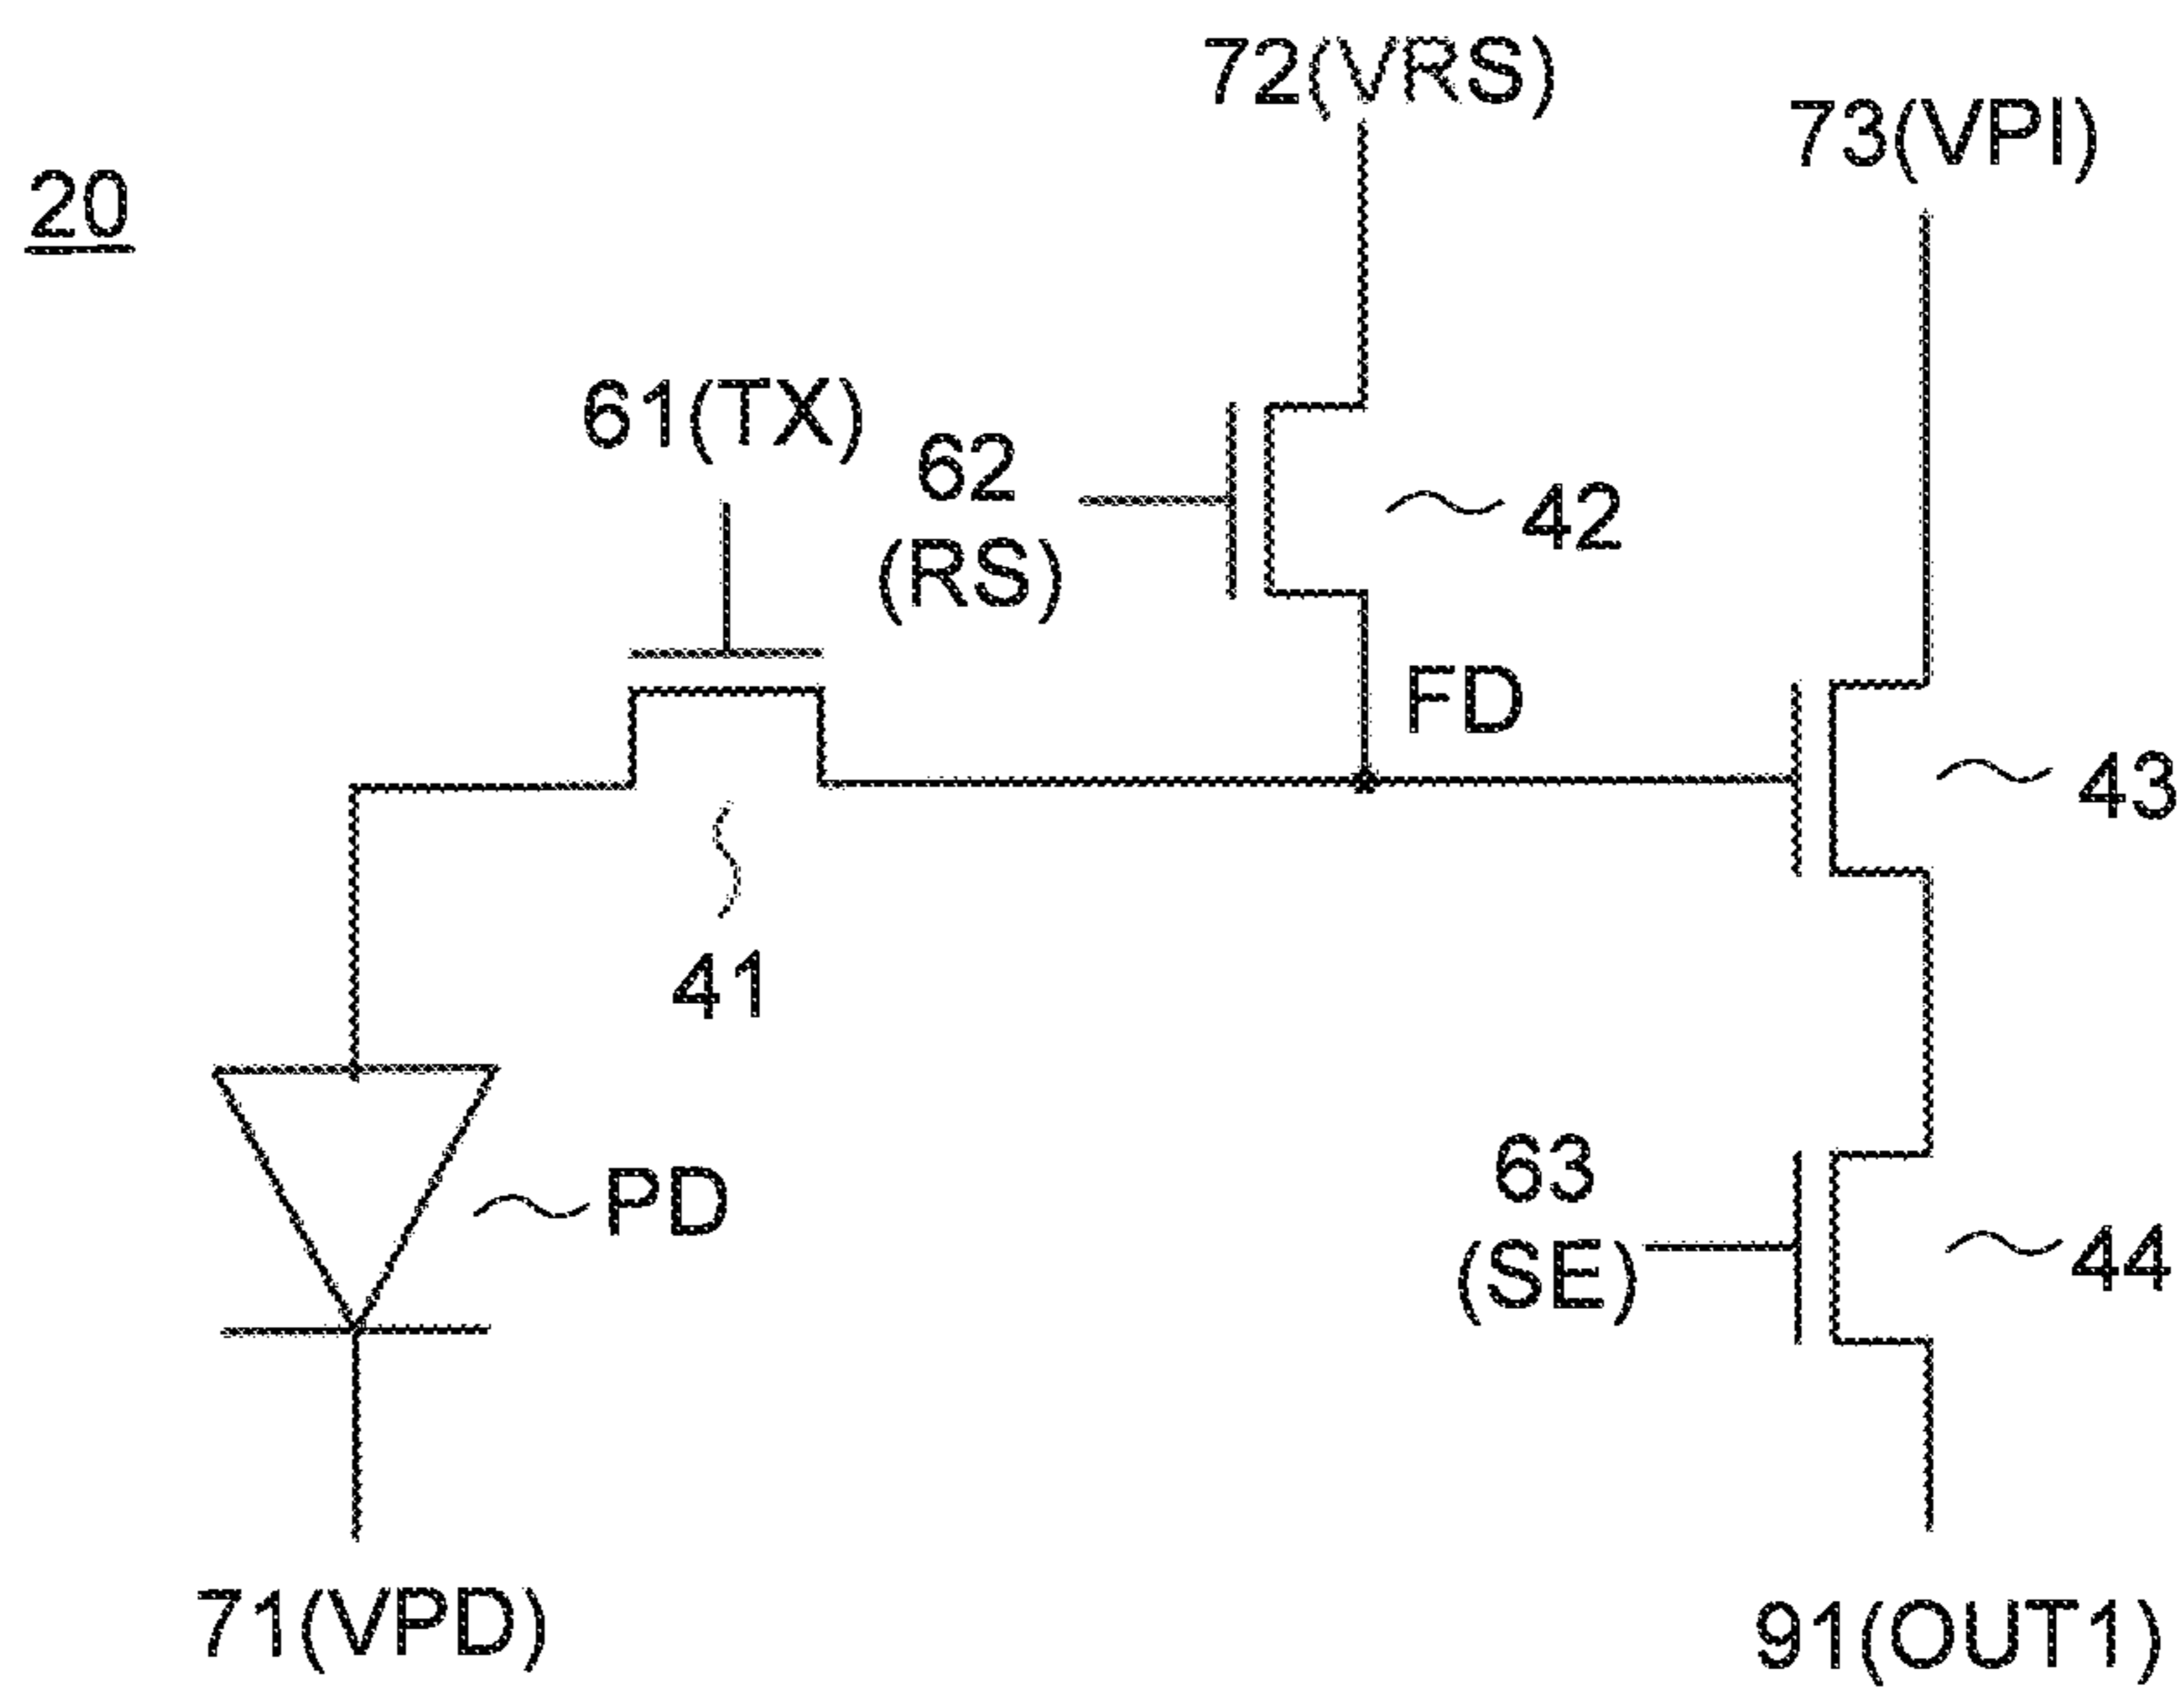 72(VRS)
73(VPI)
20
61(TX)
62
(RS)
42
FD
43
41
PD
63
(SE)
44
71(VPD)
91(OUT1)